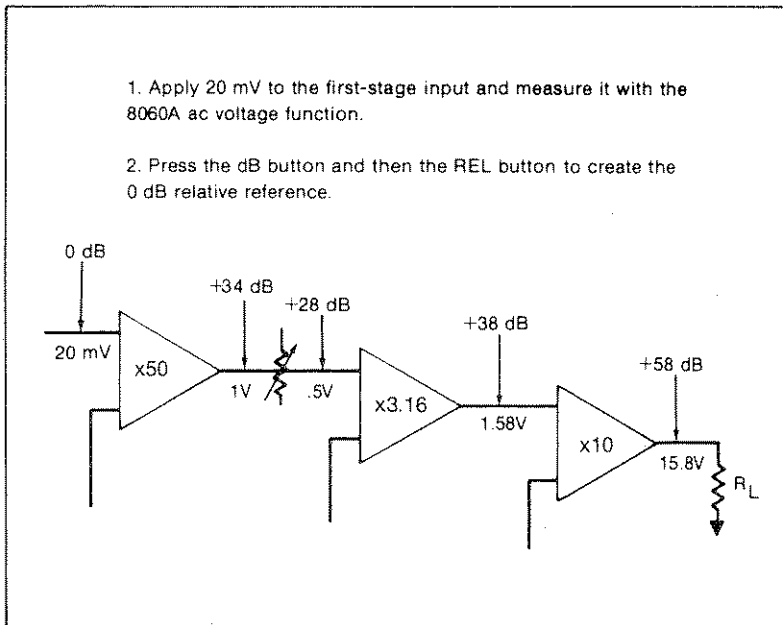 1. Apply 20 mV to the first-stage input and measure it with the
8060A ac voltage function.
2. Press the dB button and then the REL button to create the
0 dB relative reference.
0 dB
+34 dB
+28 dB
+38 dB
+58 dB
20 mV
x50
1V
.5V
x3.16
1.58V
x10
15.8V
RL